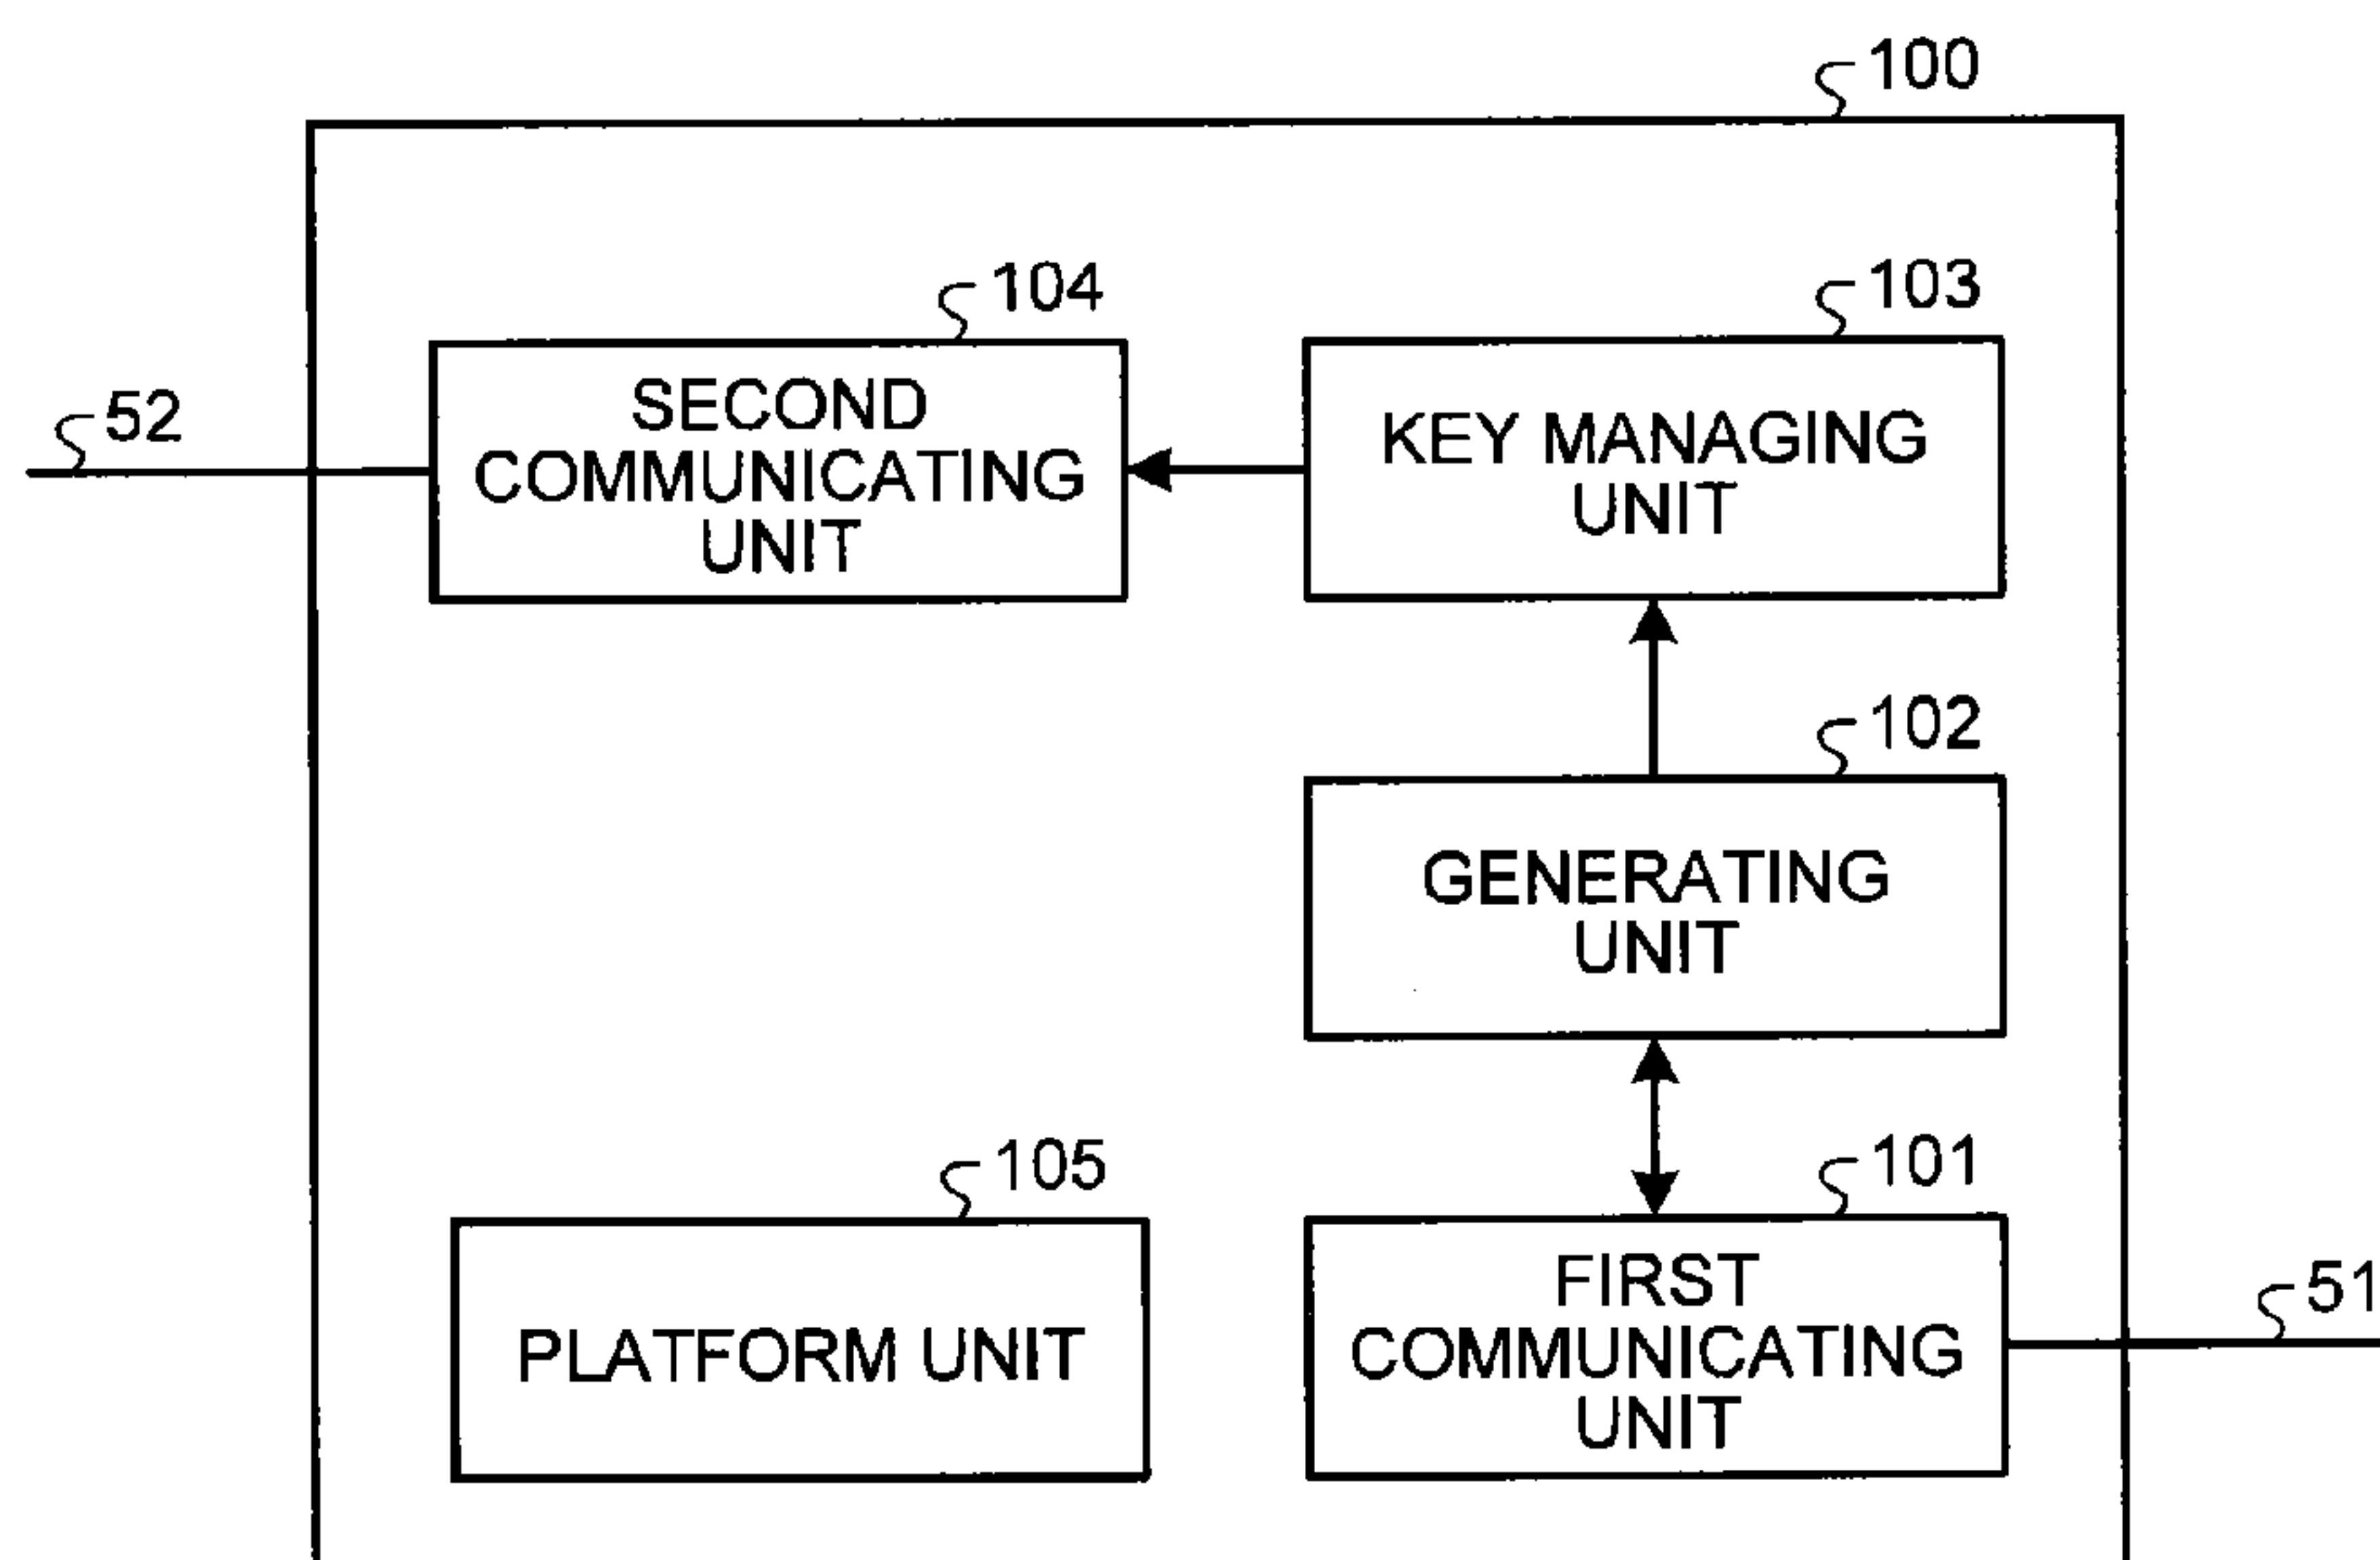 100
104
103
52
SECOND
COMMUNICATING
UNIT
KEY MANAGING
UNIT
102
GENERATING
UNIT
105
101
PLATFORM UNIT
FIRST
COMMUNICATING
UNIT
51